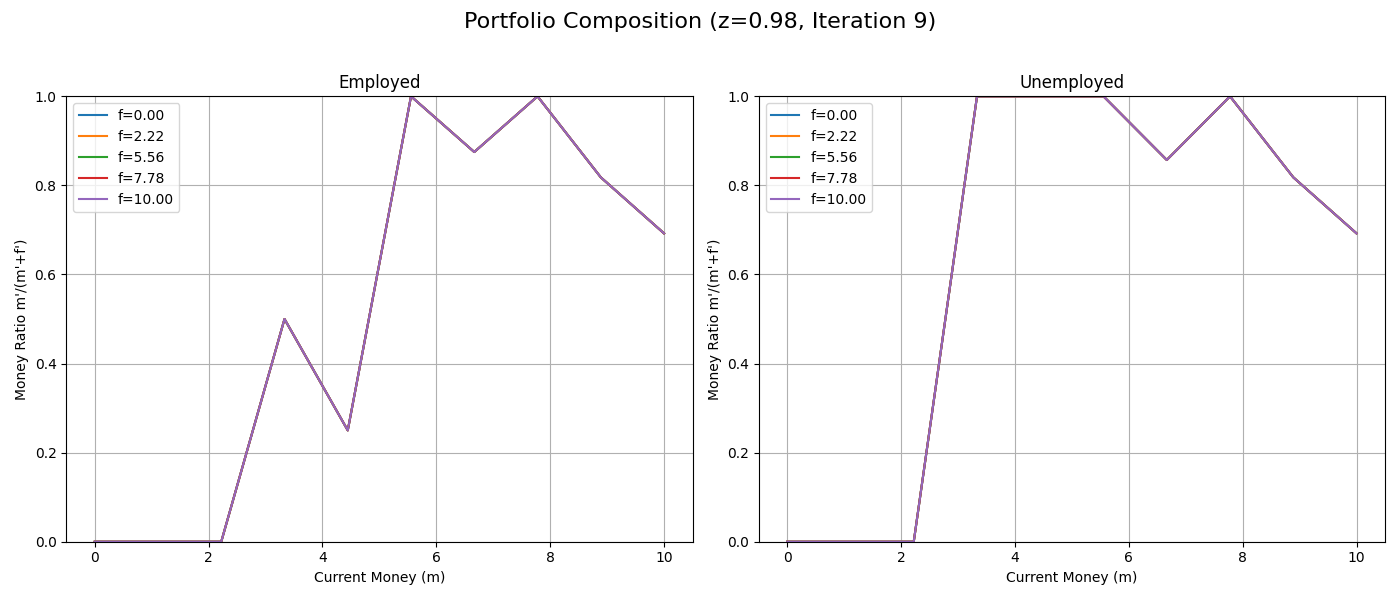 Portfolio Composition (z=0.98, Iteration 9)
Employed
1.0
0.8
0.6
0.4
0.2
0.0
f=0.00
f=2.22
f=5.56
f=7.78
f=10.00
Money Ratio m'/(m'+f')
0 2 4 6 8 10
Current Money (m)
Unemployed
1.0
0.8
0.6
0.4
0.2
0.0
f=0.00
f=2.22
f=5.56
f=7.78
f=10.00
Money Ratio m'/(m'+f')
0 2 4 6 8 10
Current Money (m)